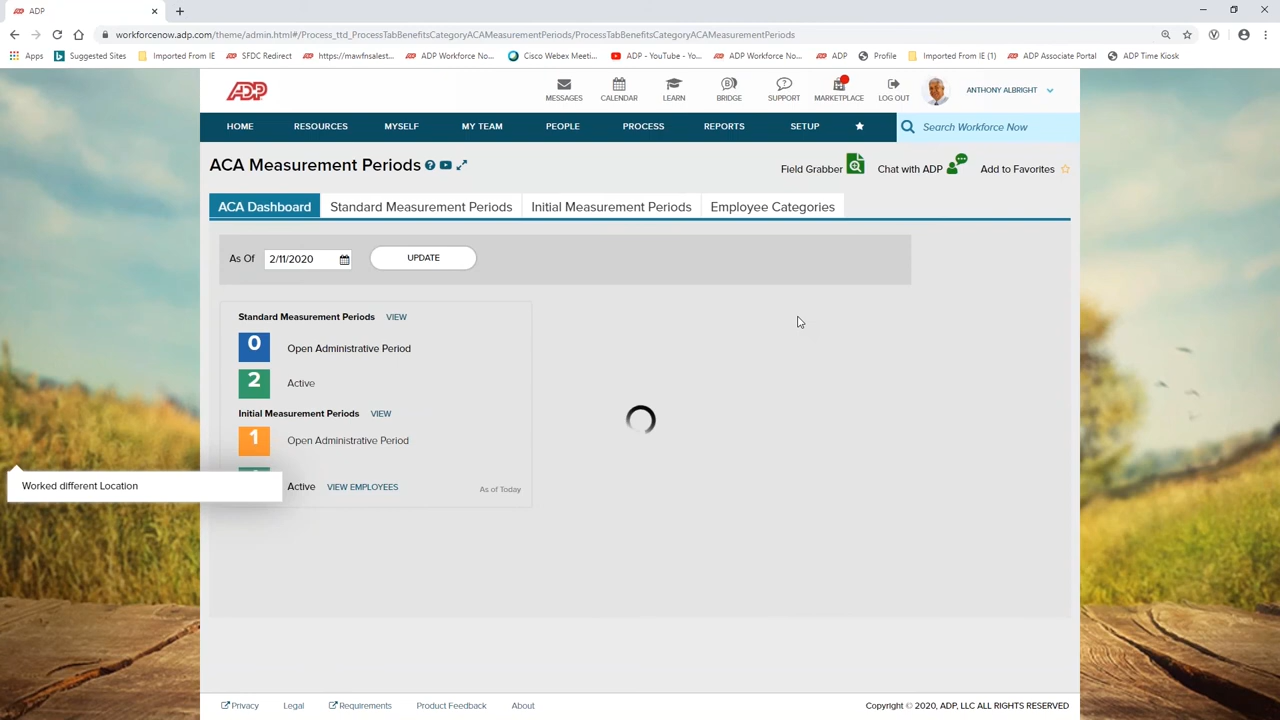 ADP
workforcenow.adp.com/theme/admin.html#/Process_ttd_ProcessTabBenefitsCategoryACAMeasurementPeriods/ProcessTabBenefitsCategoryACAMeasurementPeriods
Apps Suggested Sites Imported From IE SFDC Redirect https://mawfnsalest... ADP Workforce No... Cisco Webex Meeti... ADP - YouTube - Yo... ADP Workforce No... ADP Profile Imported From IE (1) ADP Associate Portal ADP Time Kiosk
ADP MESSAGES CALENDAR LEARN BRIDGE SUPPORT MARKETPLACE LOG OUT ANTHONY ALBRIGHT
HOME RESOURCES MYSELF MY TEAM PEOPLE PROCESS REPORTS SETUP Search Workforce Now
ACA Measurement Periods
Field Grabber Chat with ADP Add to Favorites
ACA Dashboard Standard Measurement Periods Initial Measurement Periods Employee Categories
As Of 2/11/2020 UPDATE
Standard Measurement Periods VIEW
0 Open Administrative Period
2 Active
Initial Measurement Periods VIEW
1 Open Administrative Period
Active VIEW EMPLOYEES As of Today
Worked different Location
Privacy Legal Requirements Product Feedback About Copyright © 2020, ADP, LLC ALL RIGHTS RESERVED